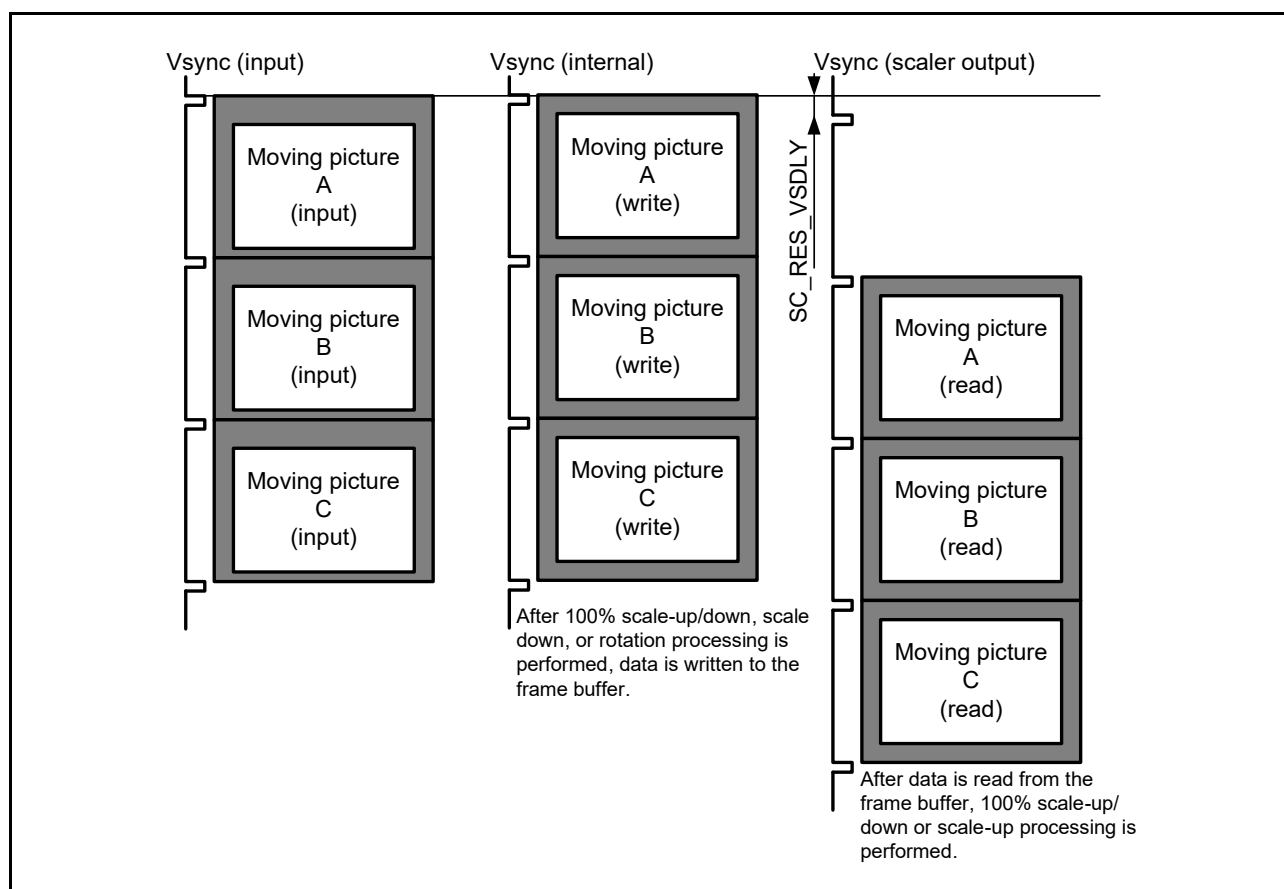 Vsync (input)
Vsync (internal)
Vsync (scaler output)
Moving picture
A
(input)
Moving picture
B
(input)
Moving picture
C
(input)
Moving picture
A
(write)
Moving picture
B
(write)
Moving picture
C
(write)
After 100% scale-up/down, scale
down, or rotation processing is
performed, data is written to the
frame buffer.
SC_RES_VSDLY
Moving picture
A
(read)
Moving picture
B
(read)
Moving picture
C
(read)
After data is read from the
frame buffer, 100% scale-up/
down or scale-up processing is
performed.